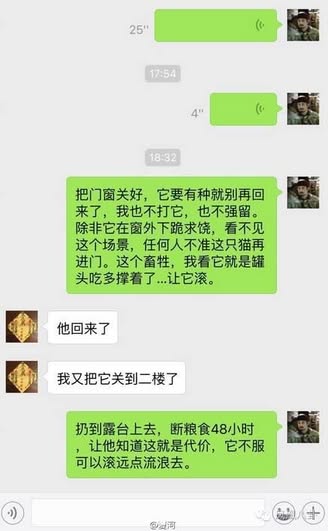 25"
17:54
4"
18:32
把门窗关好，它要有种就别再回
来了，我也不打它，也不强留。
除非它在窗外下跪求饶，看不见
这个场景，任何人不准这只猫再
进门。这个畜牲，我看它就是罐
头吃多撑着了...让它滚。
他回来了
我又把它关到二楼了
扔到露台上去，断粮食48小时
，让他知道这就是代价，它不服
可以滚远点流浪去。